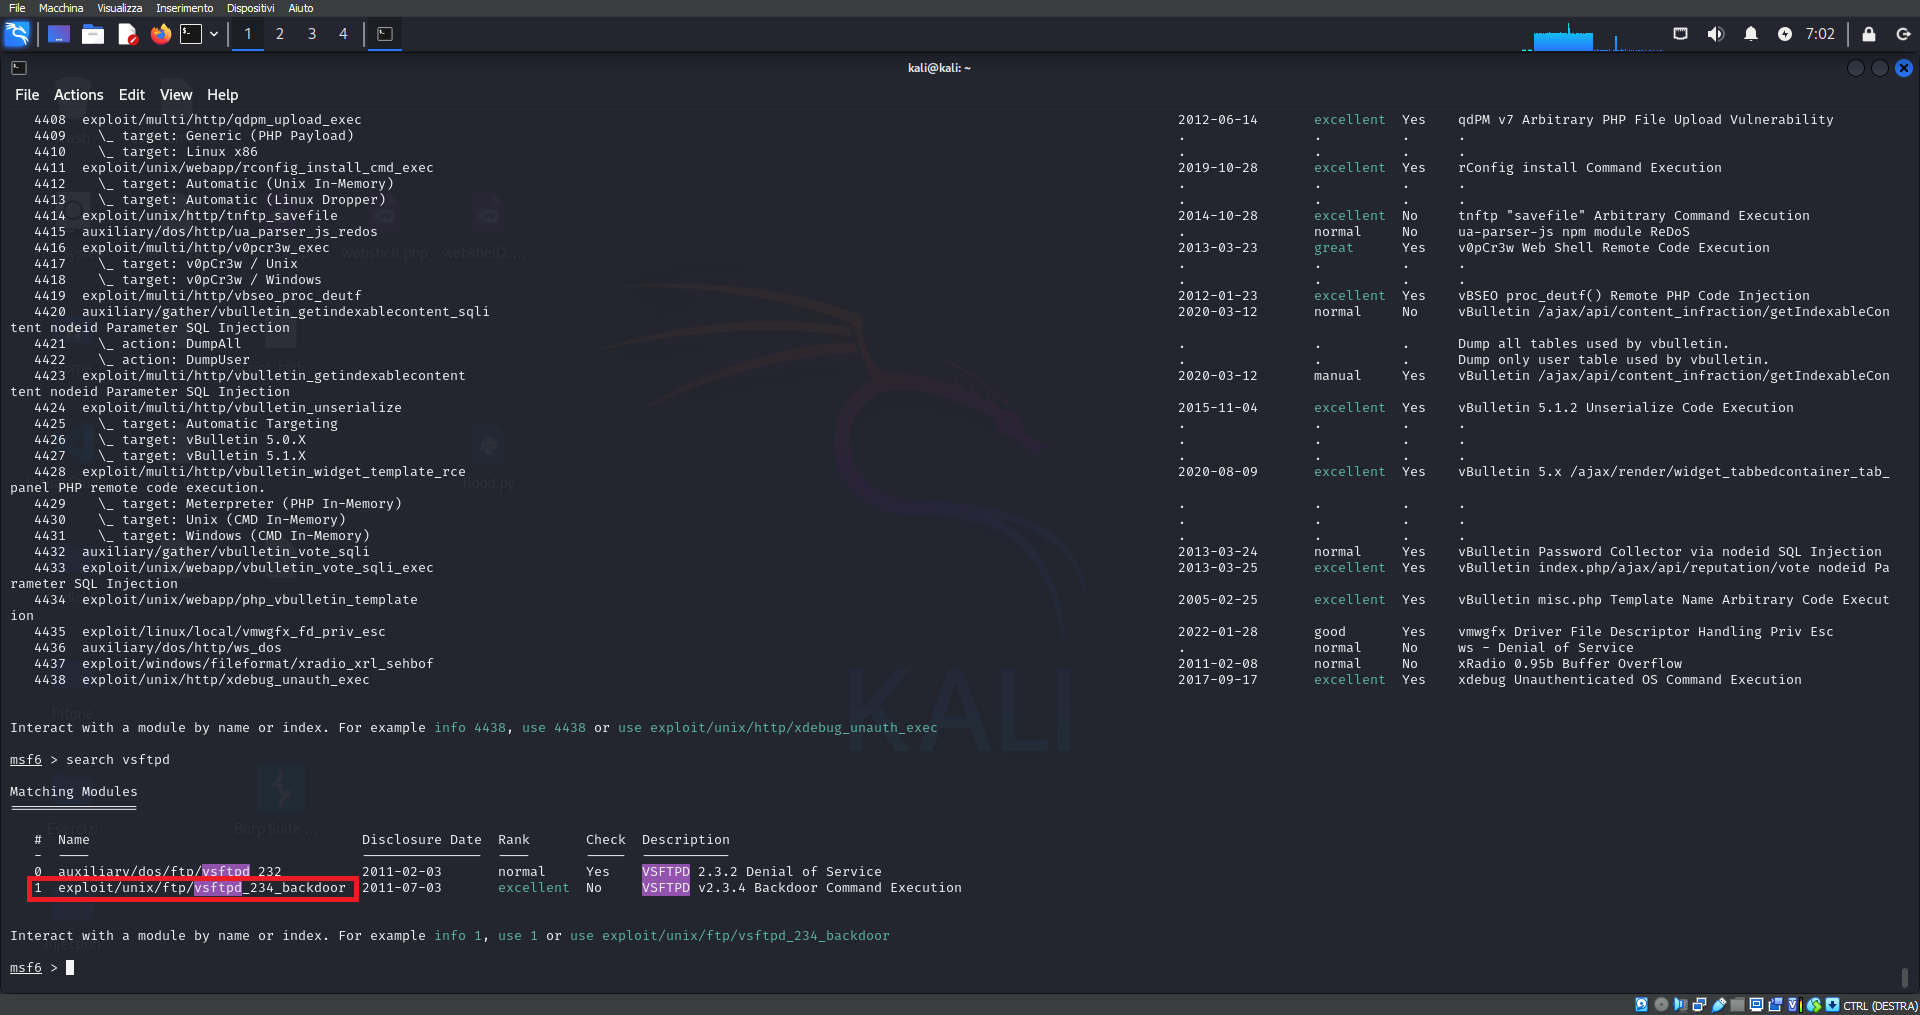 File Macchina Visualizza Inserimento Dispositivi Aiuto
1 2 3 4 7:02
kali@kali: ~
File Actions Edit View Help
4408 exploit/multi/http/qdpm_upload_exec 2012-06-14 excellent Yes qdPM v7 Arbitrary PHP File Upload Vulnerability
4409 \_ target: Generic (PHP Payload) . . . .
4410 \_ target: Linux x86 . . . .
4411 exploit/unix/webapp/rconfig_install_cmd_exec 2019-10-28 excellent Yes rConfig install Command Execution
4412 \_ target: Automatic (Unix In-Memory) . . . .
4413 \_ target: Automatic (Linux Dropper) . . . .
4414 exploit/unix/http/tnftp_savefile 2014-10-28 excellent No tnftp "savefile" Arbitrary Command Execution
4415 auxiliary/dos/http/ua_parser_js_redos . normal No ua-parser-js npm module ReDoS
4416 exploit/multi/http/v0pcr3w_exec 2013-03-23 great Yes v0pCr3w Web Shell Remote Code Execution
webshell.php webshell2....
4417 \_ target: v0pCr3w / Unix . . . .
4418 \_ target: v0pCr3w / Windows . . . .
4419 exploit/multi/http/vbseo_proc_deutf 2012-01-23 excellent Yes vBSEO proc_deutf() Remote PHP Code Injection
4420 auxiliary/gather/vbulletin_getindexablecontent_sqli 2020-03-12 normal No vBulletin /ajax/api/content_infraction/getIndexableCon
tent nodeid Parameter SQL Injection
4421 \_ action: DumpAll . . . Dump all tables used by vbulletin.
4422 \_ action: DumpUser . . . Dump only user table used by vbulletin.
4423 exploit/multi/http/vbulletin_getindexablecontent 2020-03-12 manual Yes vBulletin /ajax/api/content_infraction/getIndexableCon
tent nodeid Parameter SQL Injection
4424 exploit/multi/http/vbulletin_unserialize 2015-11-04 excellent Yes vBulletin 5.1.2 Unserialize Code Execution
4425 \_ target: Automatic Targeting . . . .
4426 \_ target: vBulletin 5.0.X . . . .
4427 \_ target: vBulletin 5.1.X . . . .
4428 exploit/multi/http/vbulletin_widget_template_rce 2020-08-09 excellent Yes vBulletin 5.x /ajax/render/widget_tabbedcontainer_tab_
panel PHP remote code execution.
flood.py
4429 \_ target: Meterpreter (PHP In-Memory) . . . .
4430 \_ target: Unix (CMD In-Memory) . . . .
4431 \_ target: Windows (CMD In-Memory) . . . .
4432 auxiliary/gather/vbulletin_vote_sqli 2013-03-24 normal Yes vBulletin Password Collector via nodeid SQL Injection
4433 exploit/unix/webapp/vbulletin_vote_sqli_exec 2013-03-25 excellent Yes vBulletin index.php/ajax/api/reputation/vote nodeid Pa
rameter SQL Injection
4434 exploit/unix/webapp/php_vbulletin_template 2005-02-25 excellent Yes vBulletin misc.php Template Name Arbitrary Code Execut
ion
4435 exploit/linux/local/vmwgfx_fd_priv_esc 2022-01-28 good Yes vmwgfx Driver File Descriptor Handling Priv Esc
4436 auxiliary/dos/http/ws_dos . normal No ws - Denial of Service
4437 exploit/windows/fileformat/xradio_xrl_sehbof 2011-02-08 normal No xRadio 0.95b Buffer Overflow
4438 exploit/unix/http/xdebug_unauth_exec 2017-09-17 excellent Yes xdebug Unauthenticated OS Command Execution
KALI
Interact with a module by name or index. For example info 4438, use 4438 or use exploit/unix/http/xdebug_unauth_exec
msf6 > search vsftpd
Matching Modules
================
Esercizi Burp Suite ...
# Name Disclosure Date Rank Check Description
- ---- --------------- ---- ----- -----------
0 auxiliary/dos/ftp/vsftpd_232 2011-02-03 normal Yes VSFTPD 2.3.2 Denial of Service
1 exploit/unix/ftp/vsftpd_234_backdoor 2011-07-03 excellent No VSFTPD v2.3.4 Backdoor Command Execution
Interact with a module by name or index. For example info 1, use 1 or use exploit/unix/ftp/vsftpd_234_backdoor
msf6 >
CTRL (DESTRA)